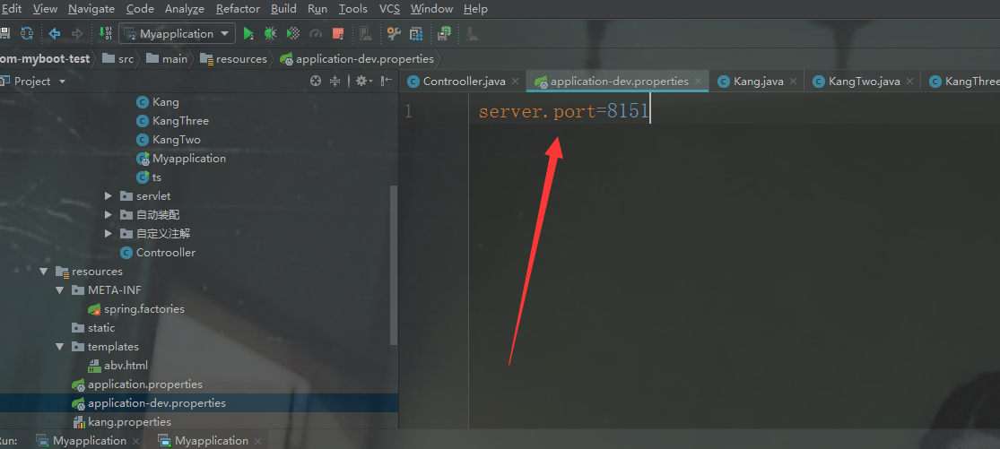 Edit View Navigate Code Analyze Refactor Build Run Tools VCS Window Help
Myapplication
om-myboot-test src main resources application-dev.properties
Project
Controoller.java application-dev.properties Kang.java KangTwo.java KangThree
Kang
KangThree
KangTwo
Myapplication
ts
servlet
自动装配
自定义注解
Controoller
resources
META-INF
spring.factories
static
templates
abv.html
application.properties
application-dev.properties
kang.properties
1 server.port=8151
un: Myapplication Myapplication